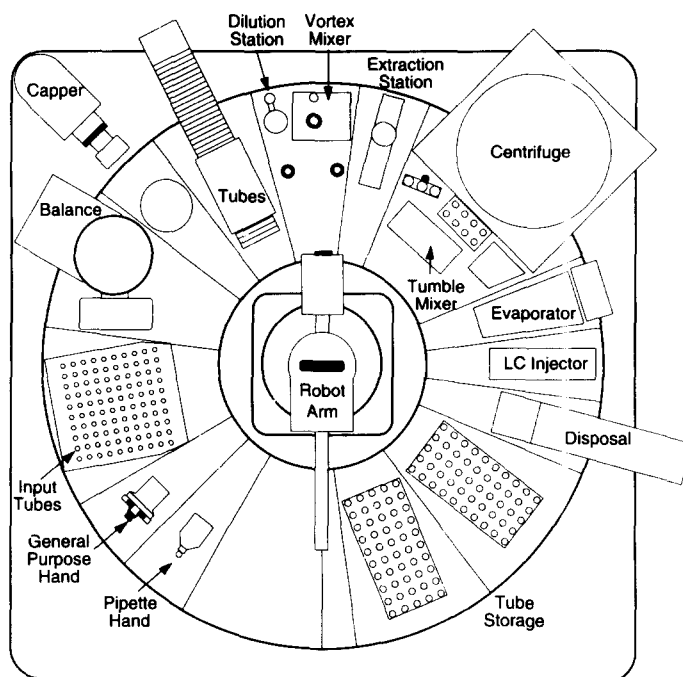 Dilution
Station
Vortex
Mixer
Extraction
Station
Capper
Centrifuge
Tubes
Balance
Tumble
Mixer
Evaporator
LC Injector
Robot
Arm
Disposal
Input
Tubes
General
Purpose
Hand
Pipette
Hand
Tube
Storage